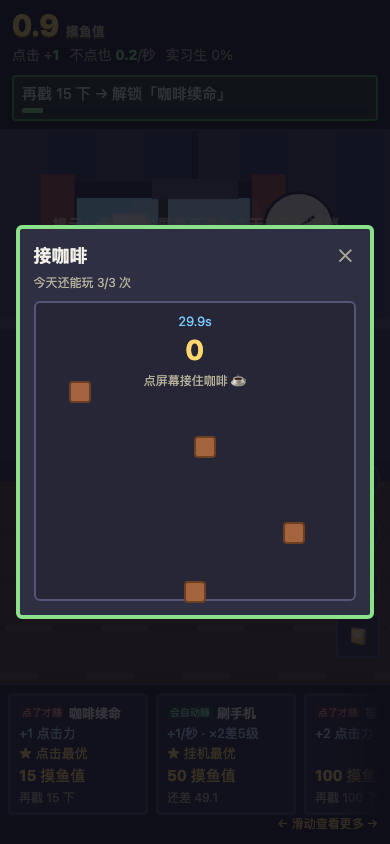 0.9 摸鱼值
点击 +1 不点也 0.2/秒 实习生 0%
再戳 15 下 → 解锁「咖啡续命」
接咖啡
今天还能玩 3/3 次
29.9s
0
点屏幕接住咖啡 ☕
点了才赚 咖啡续命
+1 点击力
★ 点击最优
15 摸鱼值
再戳 15 下
会自动赚 刷手机
+1/秒 · ×2差5级
★ 挂机最优
50 摸鱼值
还差 49.1
点了才赚
+2 点击力
100 摸鱼
再戳 100 下
← 滑动查看更多 →